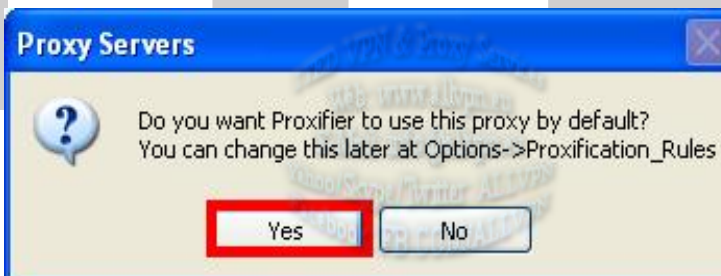 Proxy Servers
Do you want Proxifier to use this proxy by default?
You can change this later at Options->Proxification_Rules
Yes
No